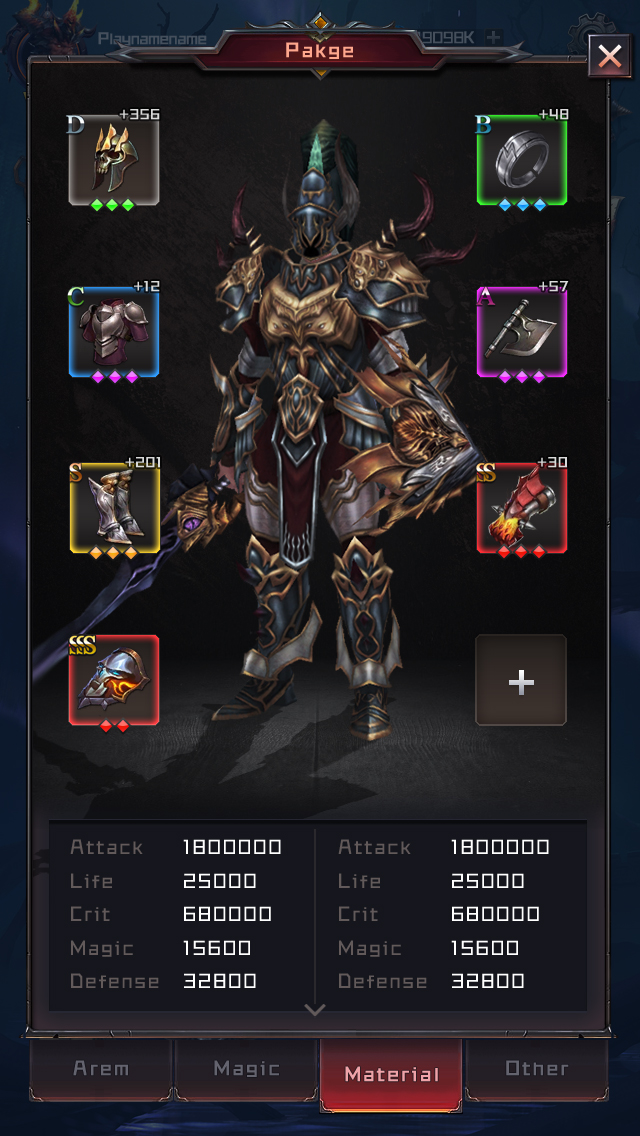 Playnamename
9098K +
Pakge
D +356
B +48
C +12
A +57
S +201
SS +30
SSS
+
Attack 1800000 Attack 1800000
Life 25000 Life 25000
Crit 680000 Crit 680000
Magic 15600 Magic 15600
Defense 32800 Defense 32800
Arem Magic Material Other